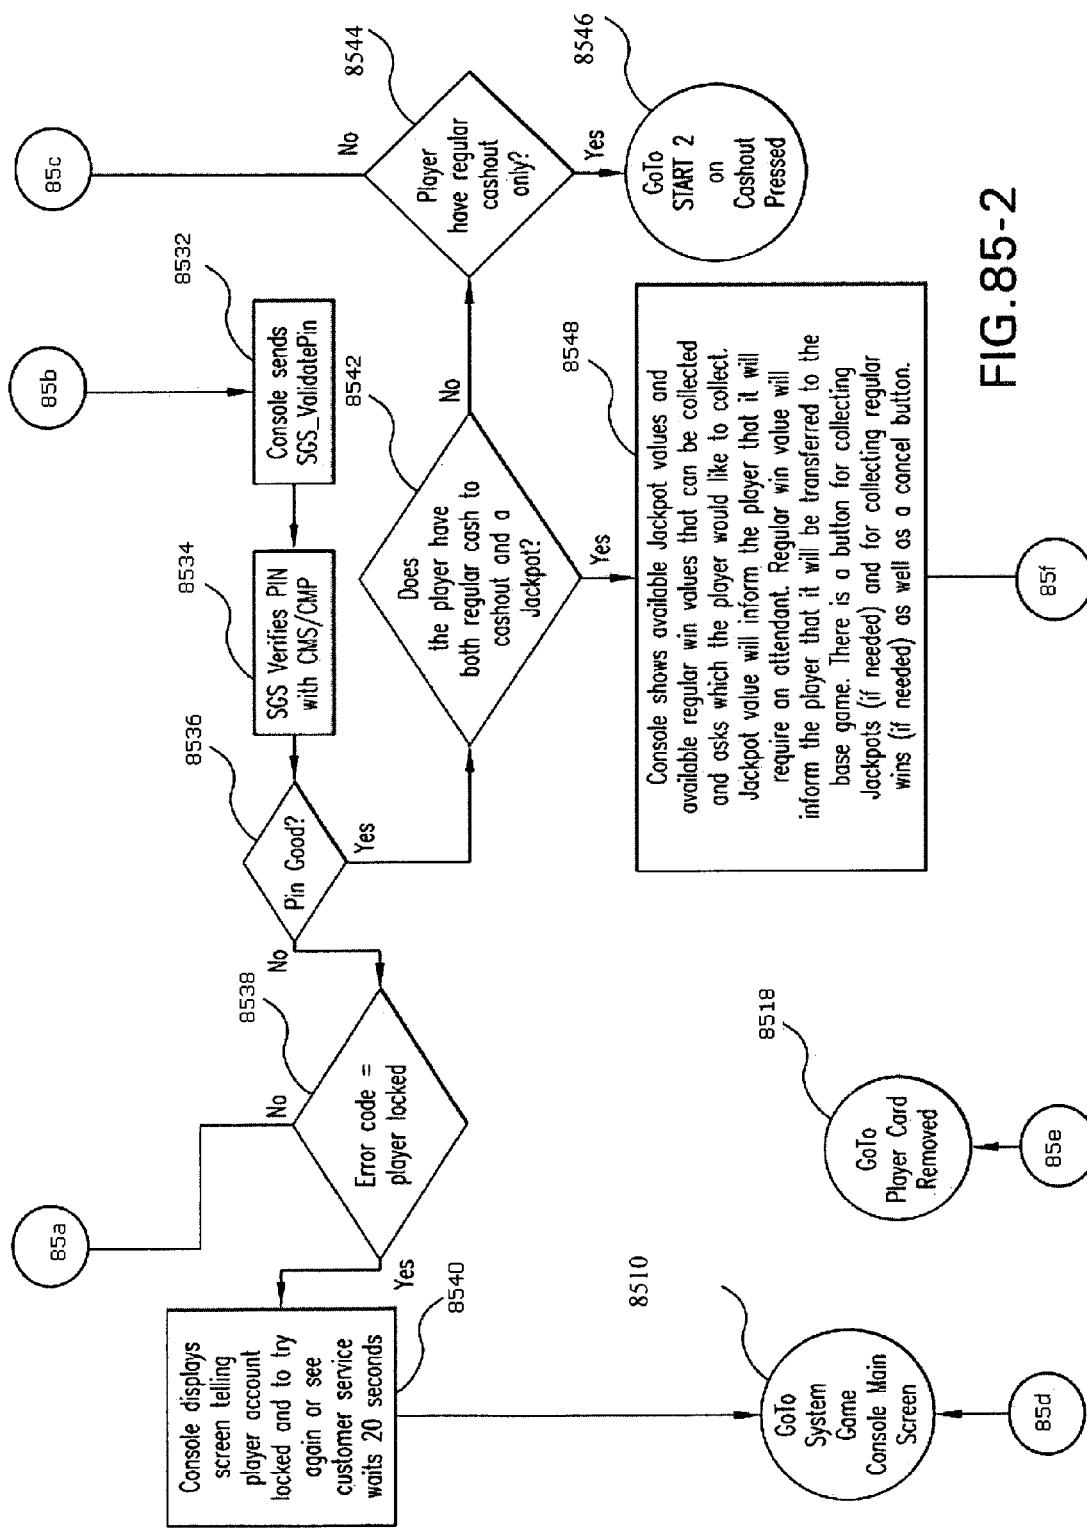 85a
85b
85c
8532
Console sends
SGS_ValidatePin
8534
SGS Verifies PIN
with CMS/CMP
8536
Pin Good?
No
Yes
8538
Error code =
player locked
No
Yes
8540
Console displays
screen telling
player account
locked and to try
again or see
customer service
waits 20 seconds
8542
Does
the player have
both regular cash to
cashout and a
Jackpot?
No
Yes
8544
Player
have regular
cashout
only?
No
Yes
8546
GoTo
START 2
on
Cashout
Pressed
8548
Console shows available Jackpot values and
available regular win values that can be collected
and asks which the player would like to collect.
Jackpot value will inform the player that it will
require an attendant. Regular win value will
inform the player that it will be transferred to the
base game. There is a button for collecting
Jackpots (if needed) and for collecting regular
wins (if needed) as well as a cancel button.
8510
GoTo
System
Game
Console Main
Screen
8518
GoTo
Player Card
Removed
85d
85e
85f
FIG.85-2